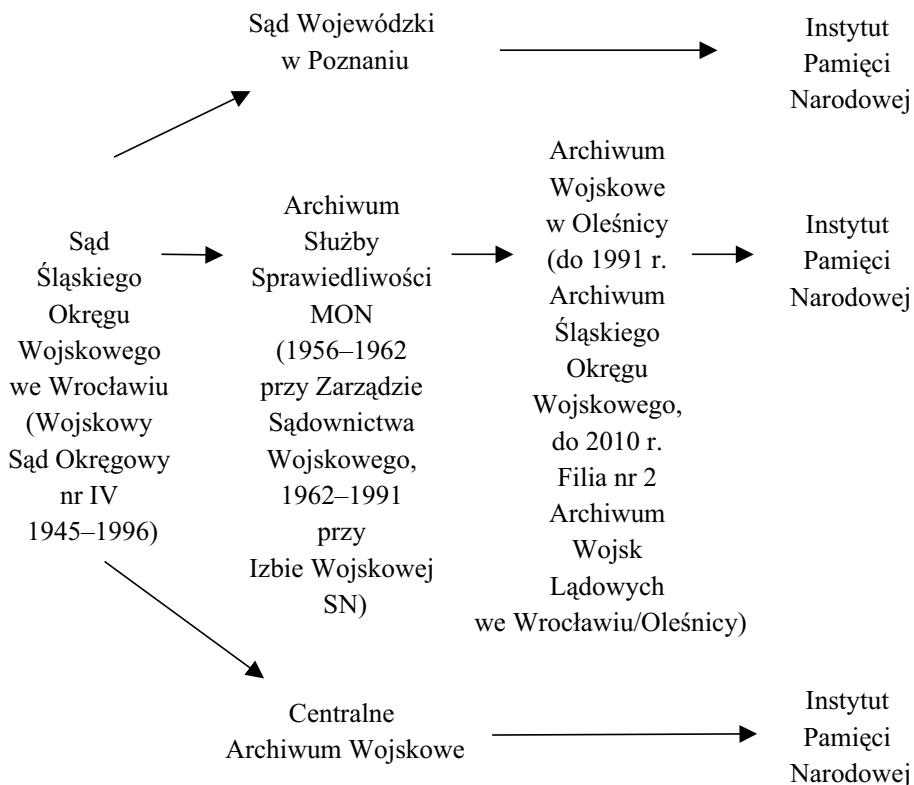 Sąd Wojewódzki
w Poznaniu
Instytut
Pamięci
Narodowej
Sąd
Śląskiego
Okręgu
Wojskowego
we Wrocławiu
(Wojskowy
Sąd Okręgowy
nr IV
1945–1996)
Archiwum
Służby
Sprawiedliwości
MON
(1956–1962
przy Zarządzie
Sądownictwa
Wojskowego,
1962–1991
przy
Izbie Wojskowej
SN)
Archiwum
Wojskowe
w Oleśnicy
(do 1991 r.
Archiwum
Śląskiego
Okręgu
Wojskowego,
do 2010 r.
Filia nr 2
Archiwum
Wojsk
Lądowych
we Wrocławiu/Oleśnicy)
Instytut
Pamięci
Narodowej
Centralne
Archiwum Wojskowe
Instytut
Pamięci
Narodowej